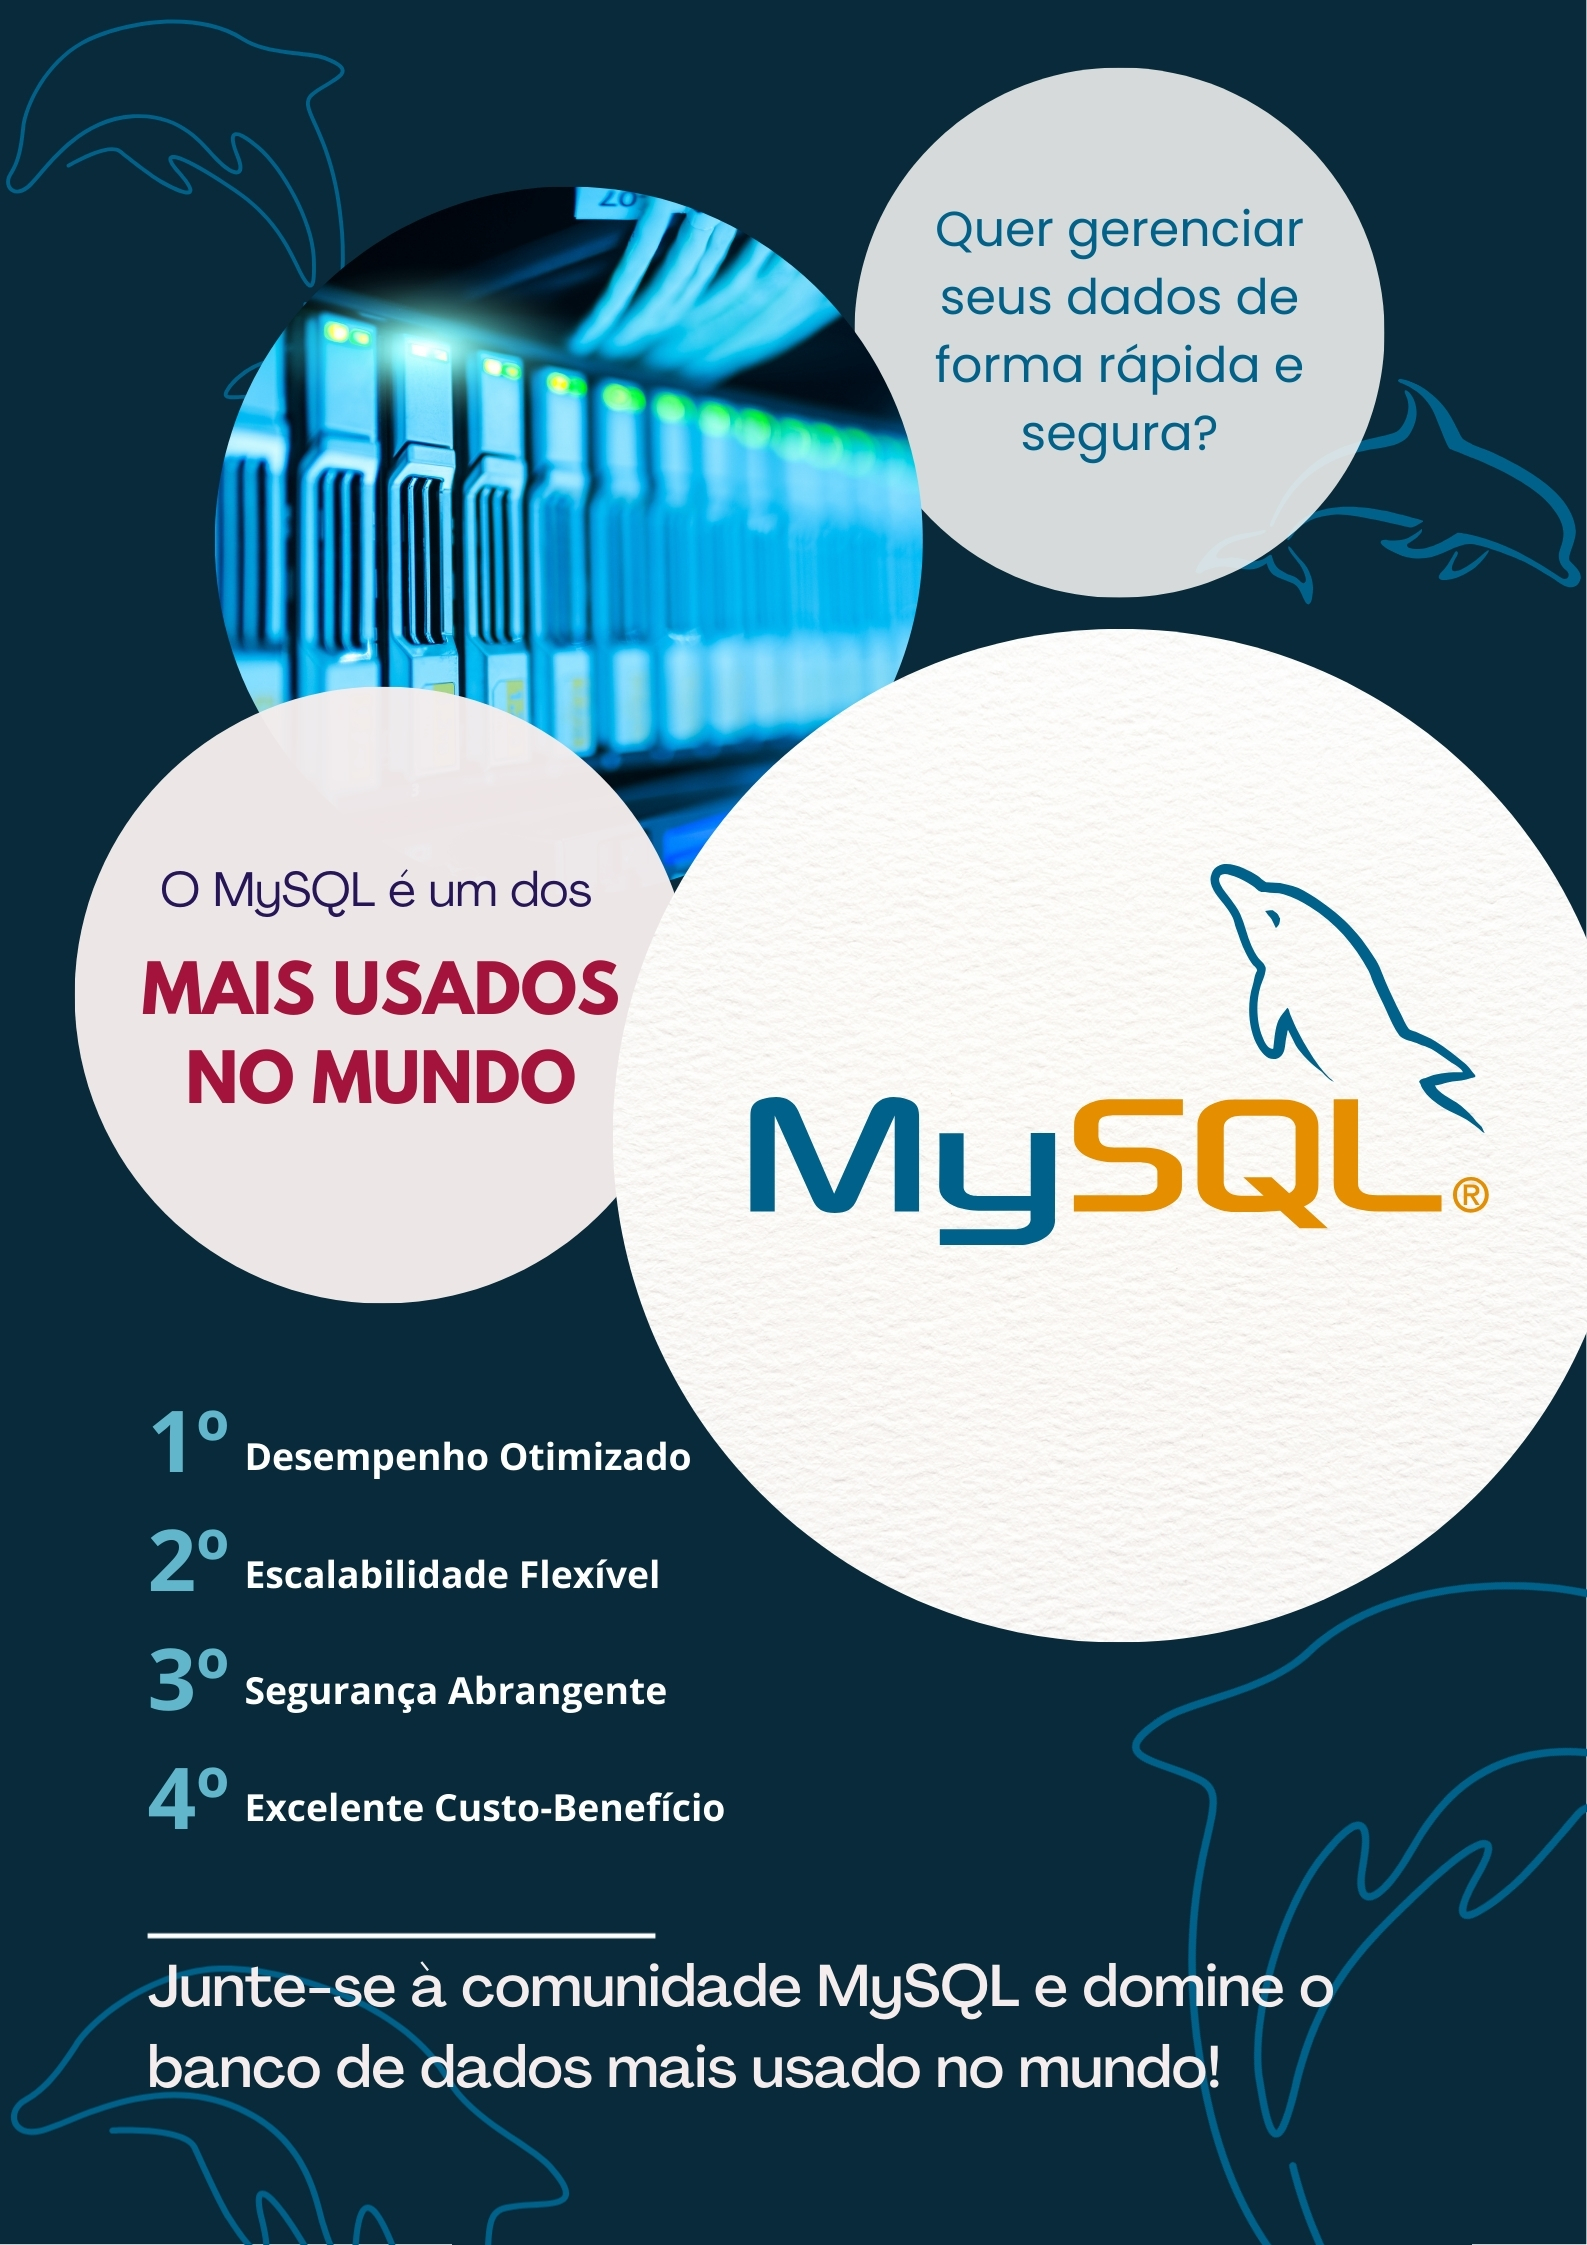 Quer gerenciar
seus dados de
forma rápida e
segura?
O MySQL é um dos
MAIS USADOS
NO MUNDO
MySQL®
1º Desempenho Otimizado
2º Escalabilidade Flexível
3º Segurança Abrangente
4º Excelente Custo-Benefício
Junte-se à comunidade MySQL e domine o
banco de dados mais usado no mundo!